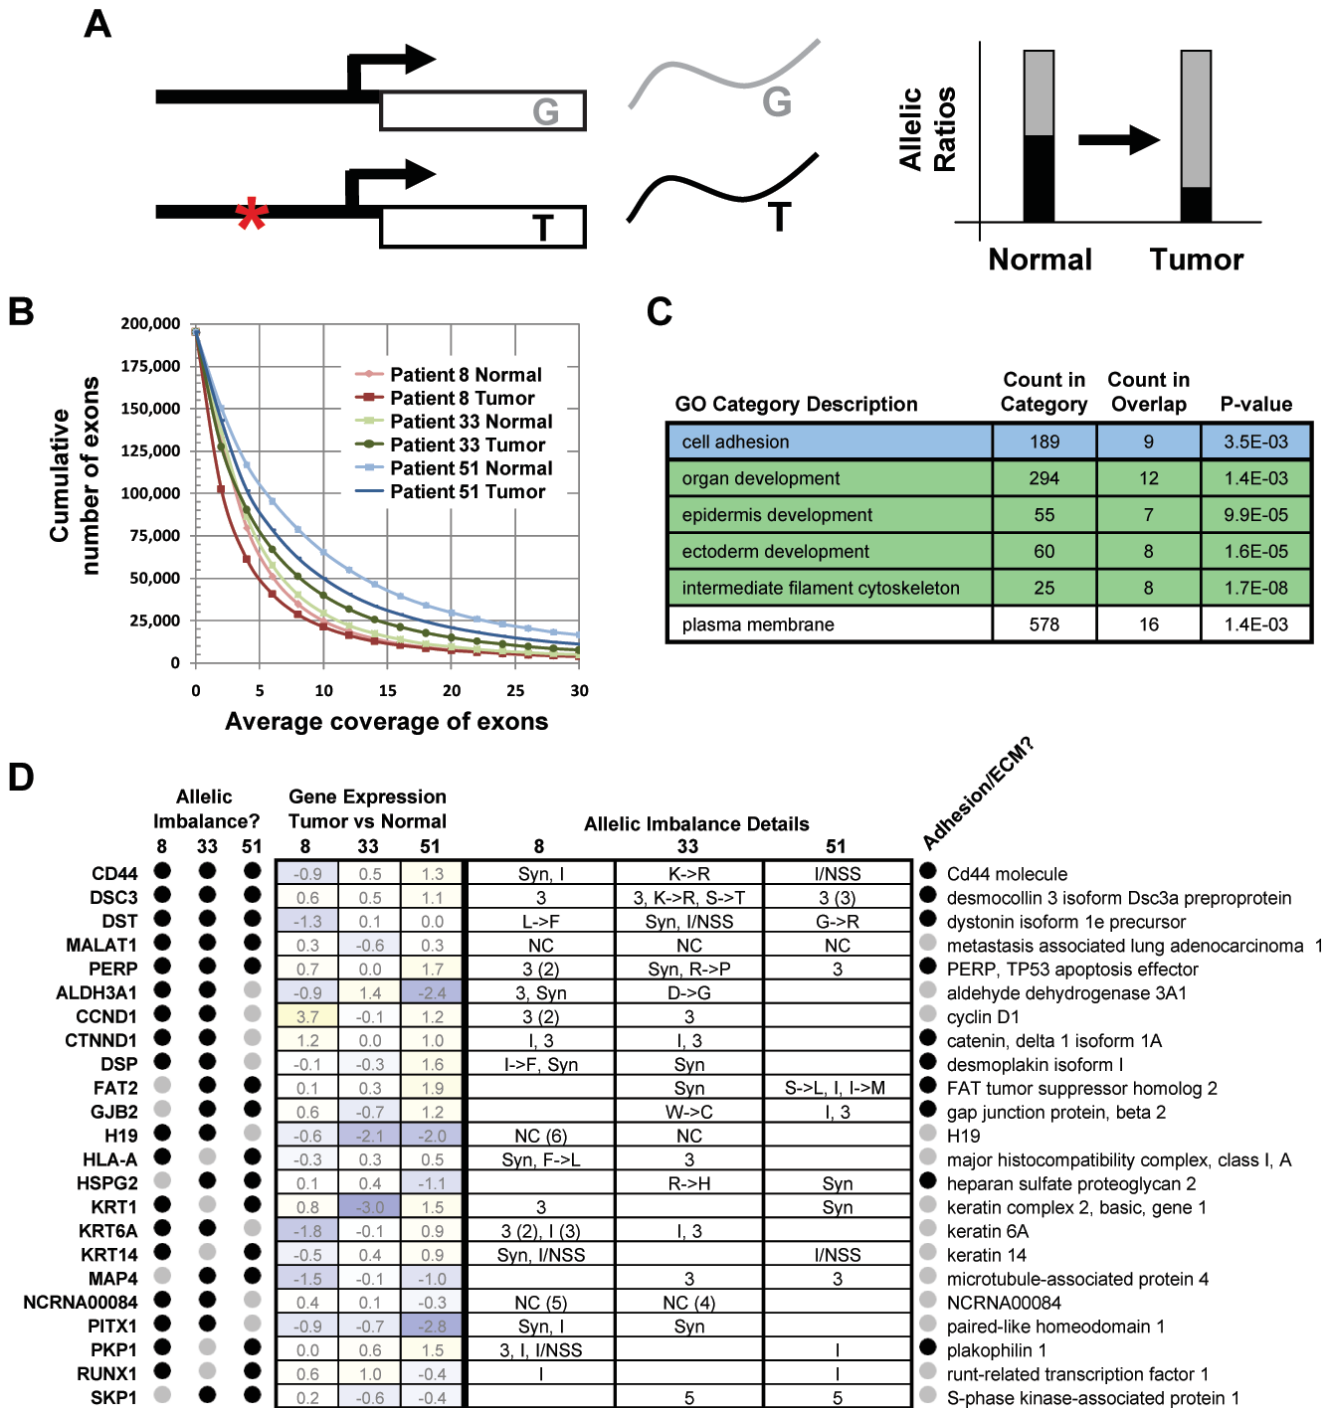 A
G
G
T
T
Allelic
Ratios
Normal Tumor
B
Cumulative
number of exons
200,000
175,000
150,000
125,000
100,000
75,000
50,000
25,000
0
0 5 10 15 20 25 30
Average coverage of exons
Patient 8 Normal
Patient 8 Tumor
Patient 33 Normal
Patient 33 Tumor
Patient 51 Normal
Patient 51 Tumor
C
GO Category Description Count in Category Count in Overlap P-value
cell adhesion 189 9 3.5E-03
organ development 294 12 1.4E-03
epidermis development 55 7 9.9E-05
ectoderm development 60 8 1.6E-05
intermediate filament cytoskeleton 25 8 1.7E-08
plasma membrane 578 16 1.4E-03
D
Allelic Imbalance? Gene Expression Tumor vs Normal Allelic Imbalance Details Adhesion/ECM?
8 33 51 8 33 51 8 33 51
CD44 -0.9 0.5 1.3 Syn, I K->R I/NSS Cd44 molecule
DSC3 0.6 0.5 1.1 3 3, K->R, S->T 3 (3) desmocollin 3 isoform Dsc3a preproprotein
DST -1.3 0.1 0.0 L->F Syn, I/NSS G->R dystonin isoform 1e precursor
MALAT1 0.3 -0.6 0.3 NC NC NC metastasis associated lung adenocarcinoma 1
PERP 0.7 0.0 1.7 3 (2) Syn, R->P 3 PERP, TP53 apoptosis effector
ALDH3A1 -0.9 1.4 -2.4 3, Syn D->G aldehyde dehydrogenase 3A1
CCND1 3.7 -0.1 1.2 3 (2) 3 cyclin D1
CTNND1 1.2 0.0 1.0 I, 3 I, 3 catenin, delta 1 isoform 1A
DSP -0.1 -0.3 1.6 I->F, Syn Syn desmoplakin isoform I
FAT2 0.1 0.3 1.9 Syn S->L, I, I->M FAT tumor suppressor homolog 2
GJB2 0.6 -0.7 1.2 W->C I, 3 gap junction protein, beta 2
H19 -0.6 -2.1 -2.0 NC (6) NC H19
HLA-A -0.3 0.3 0.5 Syn, F->L 3 major histocompatibility complex, class I, A
HSPG2 0.1 0.4 -1.1 R->H Syn heparan sulfate proteoglycan 2
KRT1 0.8 -3.0 1.5 3 Syn keratin complex 2, basic, gene 1
KRT6A -1.8 -0.1 0.9 3 (2), I (3) I, 3 keratin 6A
KRT14 -0.5 0.4 0.9 Syn, I/NSS I/NSS keratin 14
MAP4 -1.5 -0.1 -1.0 3 3 microtubule-associated protein 4
NCRNA00084 0.4 0.1 -0.3 NC (5) NC (4) NCRNA00084
PITX1 -0.9 -0.7 -2.8 Syn, I Syn paired-like homeodomain 1
PKP1 0.0 0.6 1.5 3, I, I/NSS I plakophilin 1
RUNX1 0.6 1.0 -0.4 I I runt-related transcription factor 1
SKP1 0.2 -0.6 -0.4 5 5 S-phase kinase-associated protein 1